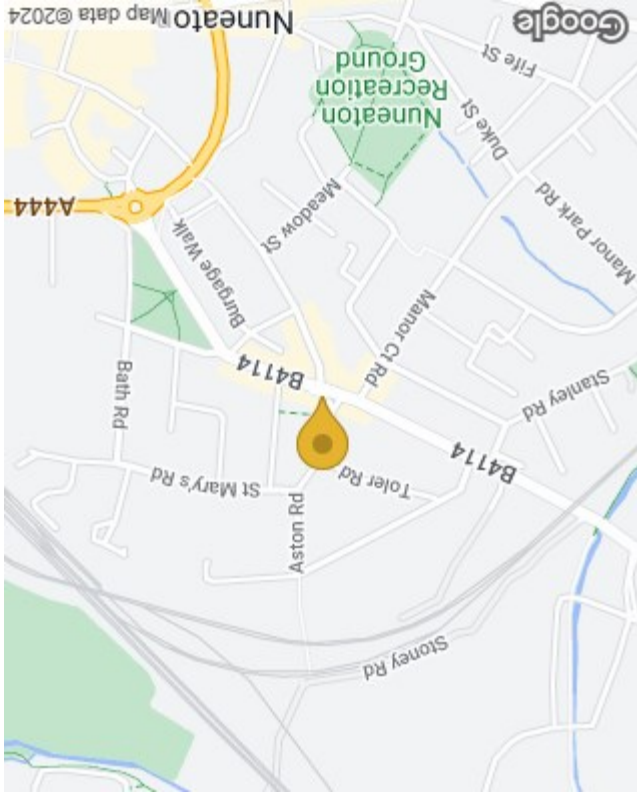 Stoney Rd
Aston Rd
Toler Rd
St Mary's Rd
B4114
Stanley Rd
Bath Rd
B4114
Manor Ct Rd
Burgage Walk
Meadow St
Manor Park Rd
A444
Duke St
Nuneaton
Recreation
Ground
Fife St
Nuneato
Google
Map data ©2024